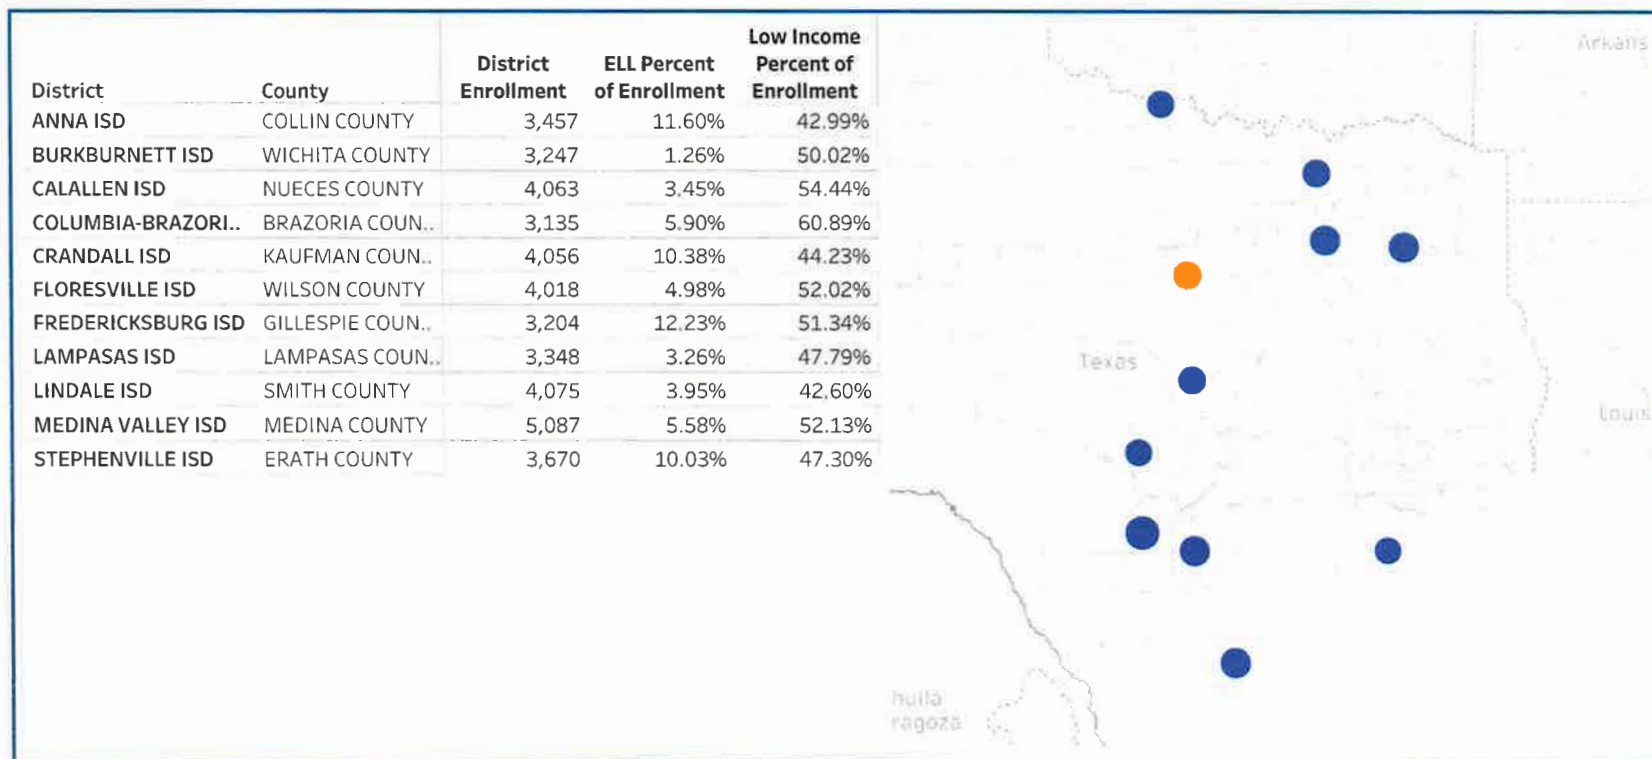 District County District Enrollment ELL Percent of Enrollment Low Income Percent of Enrollment
ANNA ISD COLLIN COUNTY 3,457 11.60% 42.99%
BURKBURNETT ISD WICHITA COUNTY 3,247 1.26% 50.02%
CALALLEN ISD NUECES COUNTY 4,063 3.45% 54.44%
COLUMBIA-BRAZORI.. BRAZORIA COUN.. 3,135 5.90% 60.89%
CRANDALL ISD KAUFMAN COUN.. 4,056 10.38% 44.23%
FLORESVILLE ISD WILSON COUNTY 4,018 4.98% 52.02%
FREDERICKSBURG ISD GILLESPIE COUN.. 3,204 12.23% 51.34%
LAMPASAS ISD LAMPASAS COUN.. 3,348 3.26% 47.79%
LINDALE ISD SMITH COUNTY 4,075 3.95% 42.60%
MEDINA VALLEY ISD MEDINA COUNTY 5,087 5.58% 52.13%
STEPHENVILLE ISD ERATH COUNTY 3,670 10.03% 47.30%
Arkans
Texas
Louis
huila
ragoza